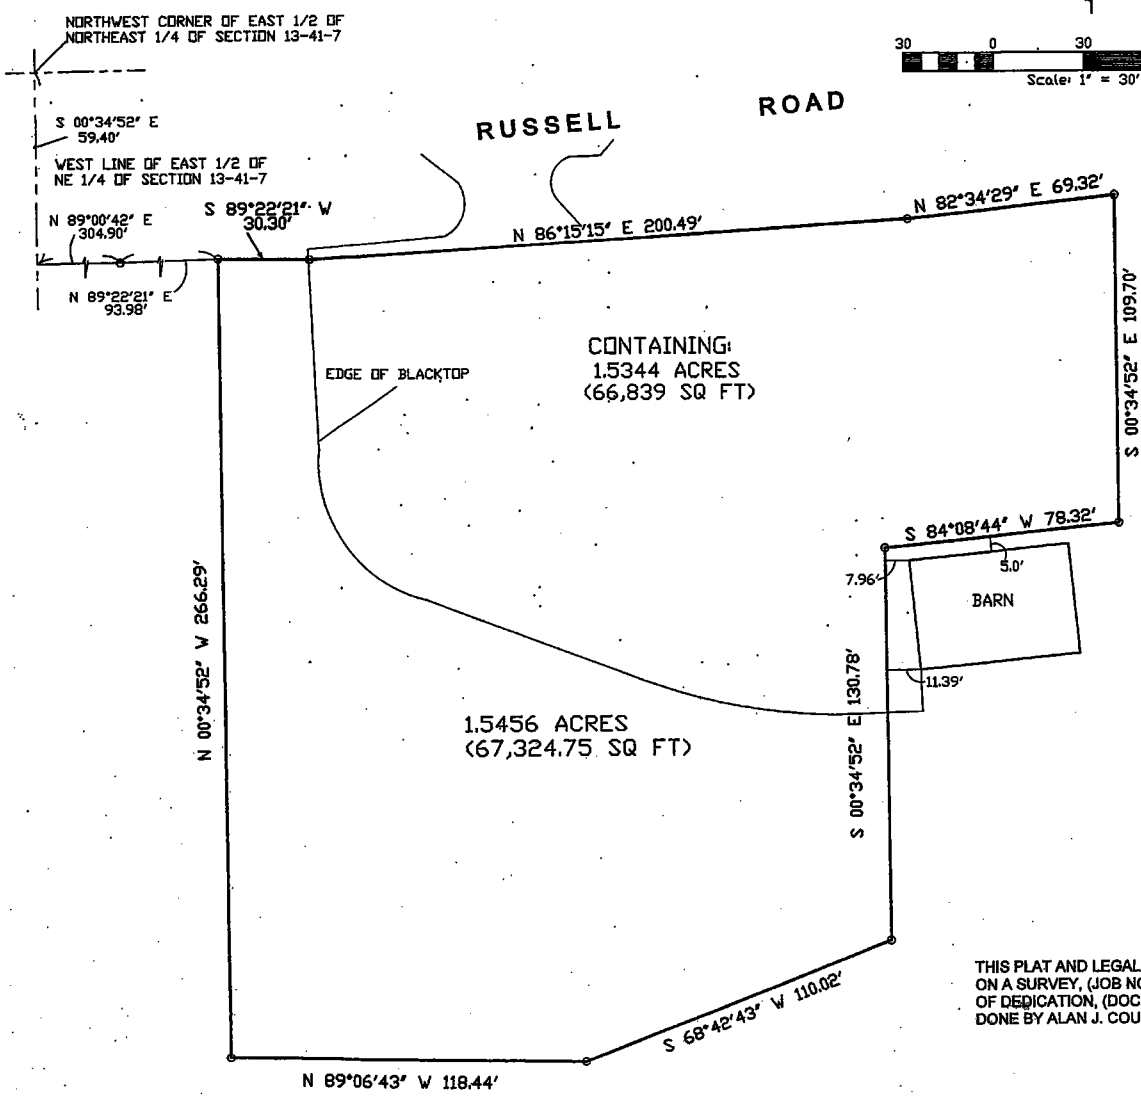 NORTHWEST CORNER OF EAST 1/2 OF
NORTHEAST 1/4 OF SECTION 13-41-7
30 0 30
Scale: 1" = 30'
RUSSELL ROAD
S 00°34'52" E
59.40'
WEST LINE OF EAST 1/2 OF
NE 1/4 OF SECTION 13-41-7
N 89°00'42" E
304.90'
S 89°22'21" W
30.30'
N 86°15'15" E 200.49'
N 82°34'29" E 69.32'
N 89°22'21" E
93.98'
S 00°34'52" E 109.70'
CONTAINING:
1.5344 ACRES
(66,839 SQ FT)
EDGE OF BLACKTOP
S 84°08'44" W 78.32'
7.96'
5.0'
BARN
11.39'
N 00°34'52" W 266.29'
S 00°34'52" E 130.78'
1.5456 ACRES
(67,324.75 SQ FT)
S 68°42'43" W 110.02'
N 89°06'43" W 118.44'
THIS PLAT AND LEGAL
ON A SURVEY, (JOB NO
OF DEDICATION, (DOC
DONE BY ALAN J. COU